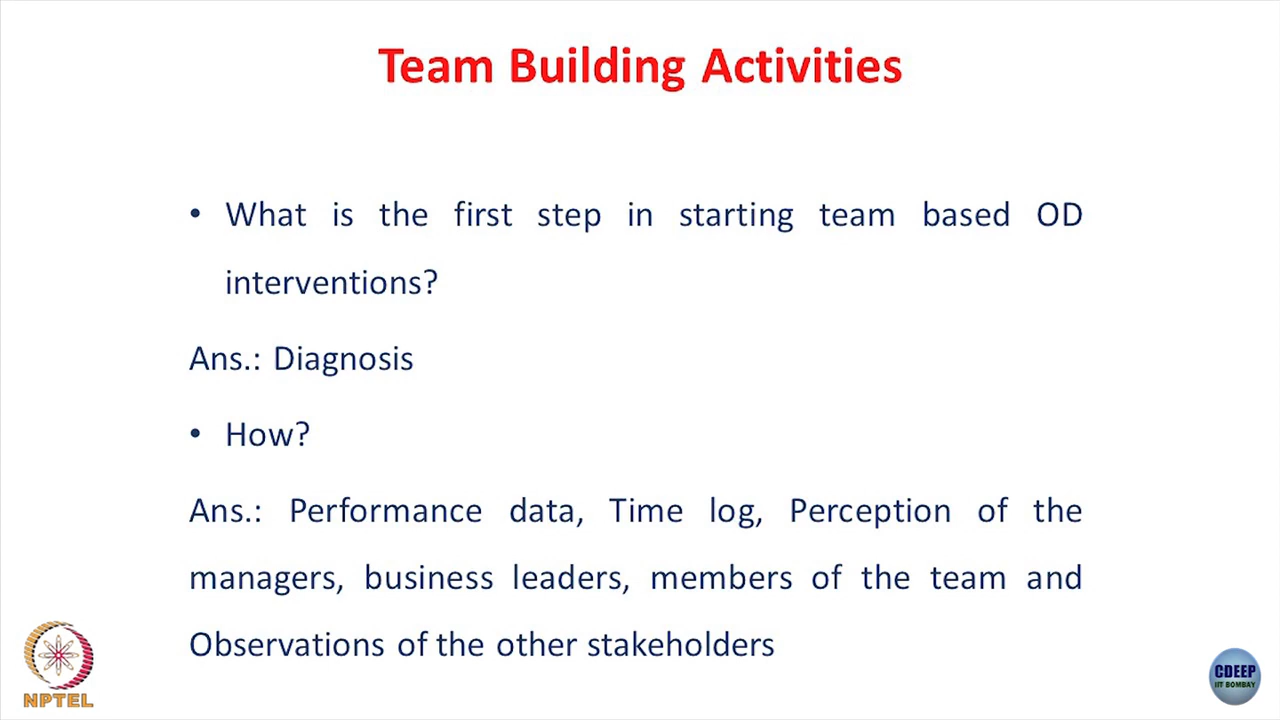 Team Building Activities
• What is the first step in starting team based OD
interventions?
Ans.: Diagnosis
• How?
Ans.: Performance data, Time log, Perception of the
managers, business leaders, members of the team and
Observations of the other stakeholders
NPTEL
CDEEP
IIT BOMBAY